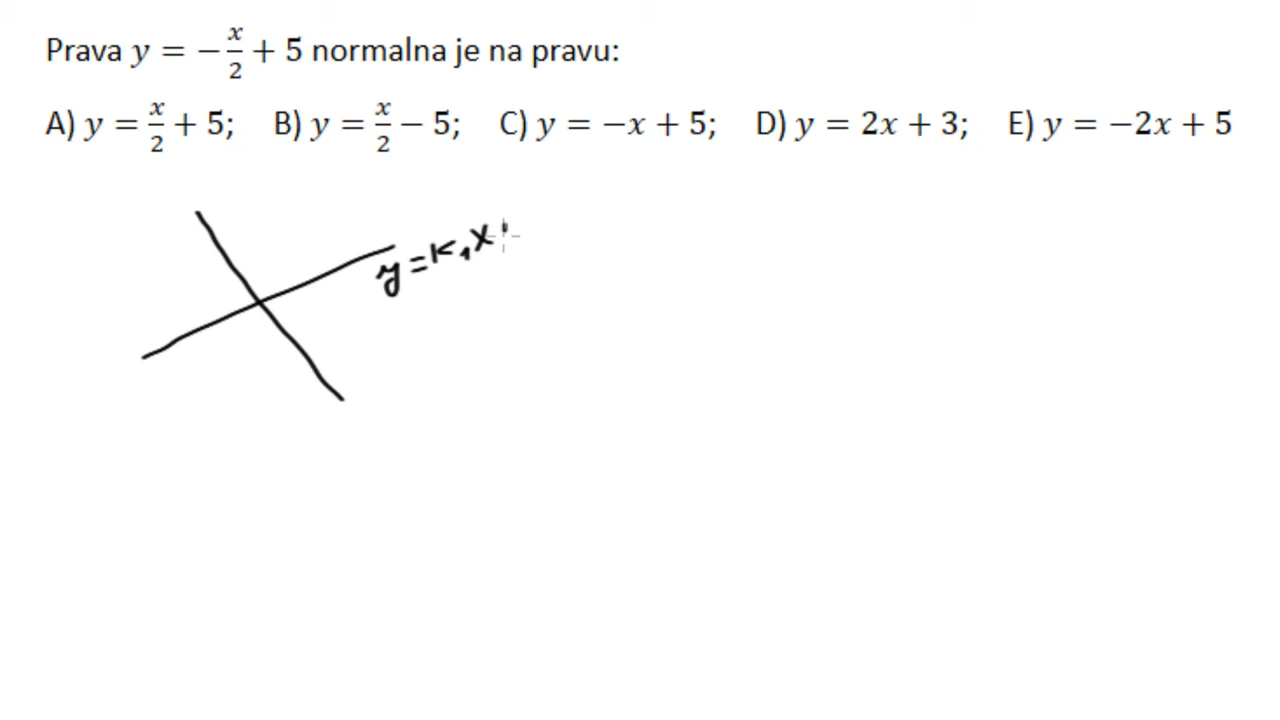 Prava y = −x/2 + 5 normalna je na pravu:
A) y = x/2 + 5; B) y = x/2 − 5; C) y = −x + 5; D) y = 2x + 3; E) y = −2x + 5
y=k₁x